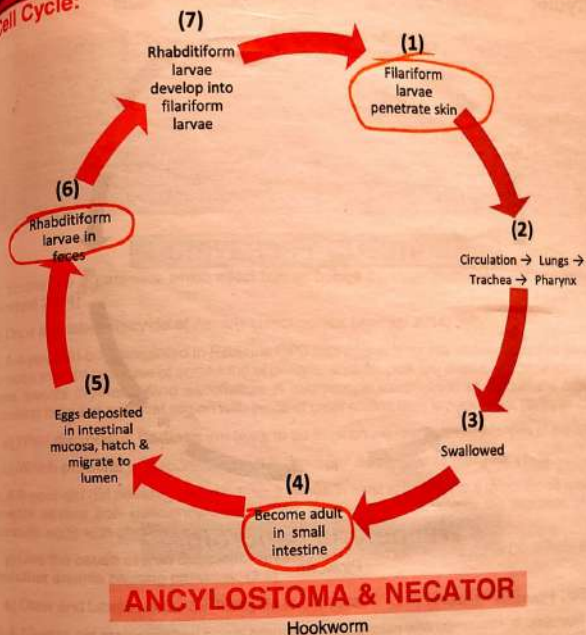 Cell Cycle:
(7)
Rhabditiform
larvae
develop into
filariform
larvae
(1)
Filariform
larvae
penetrate skin
(2)
Circulation → Lungs →
Trachea → Pharynx
(3)
Swallowed
(4)
Become adult
in small
intestine
(5)
Eggs deposited
in intestinal
mucosa, hatch &
migrate to
lumen
(6)
Rhabditiform
larvae in
feces
ANCYLOSTOMA & NECATOR
Hookworm